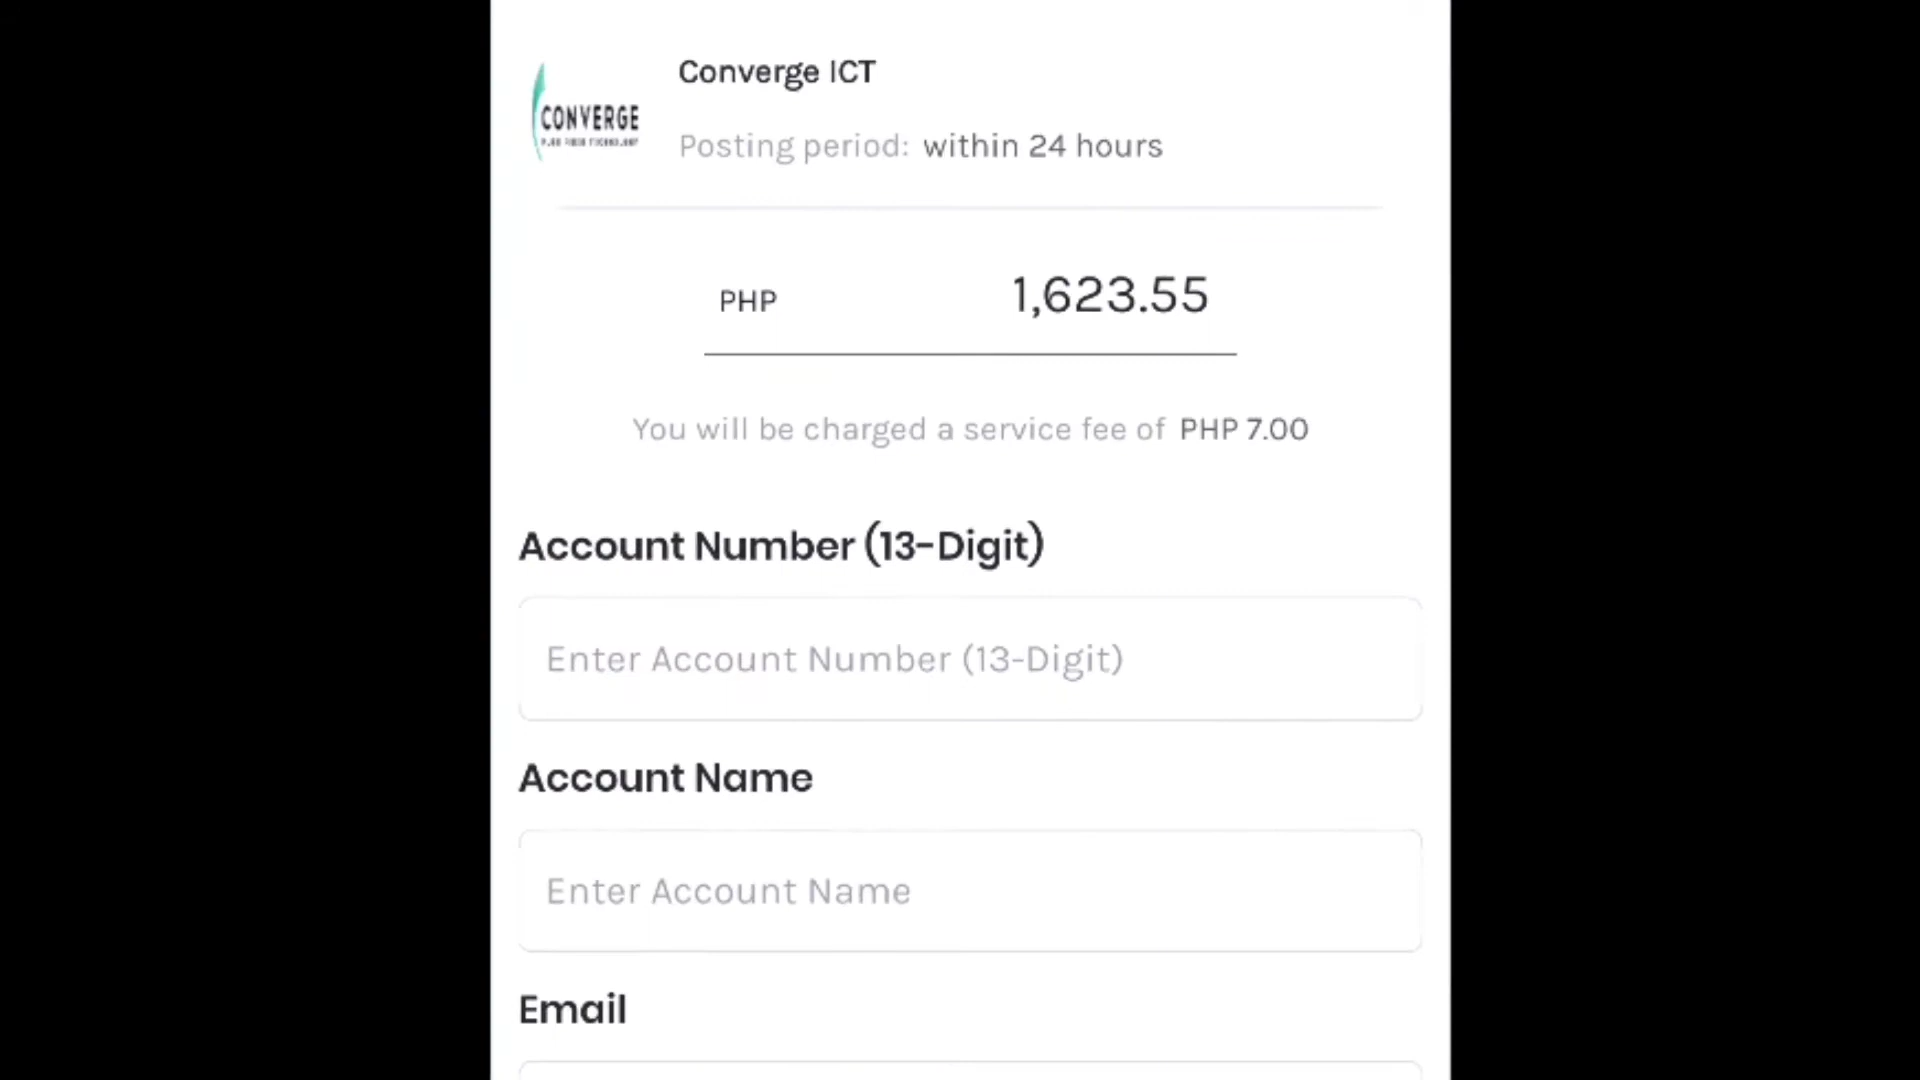 Converge ICT
CONVERGE
Posting period: within 24 hours
PHP 1,623.55
You will be charged a service fee of PHP 7.00
Account Number (13-Digit)
Enter Account Number (13-Digit)
Account Name
Enter Account Name
Email